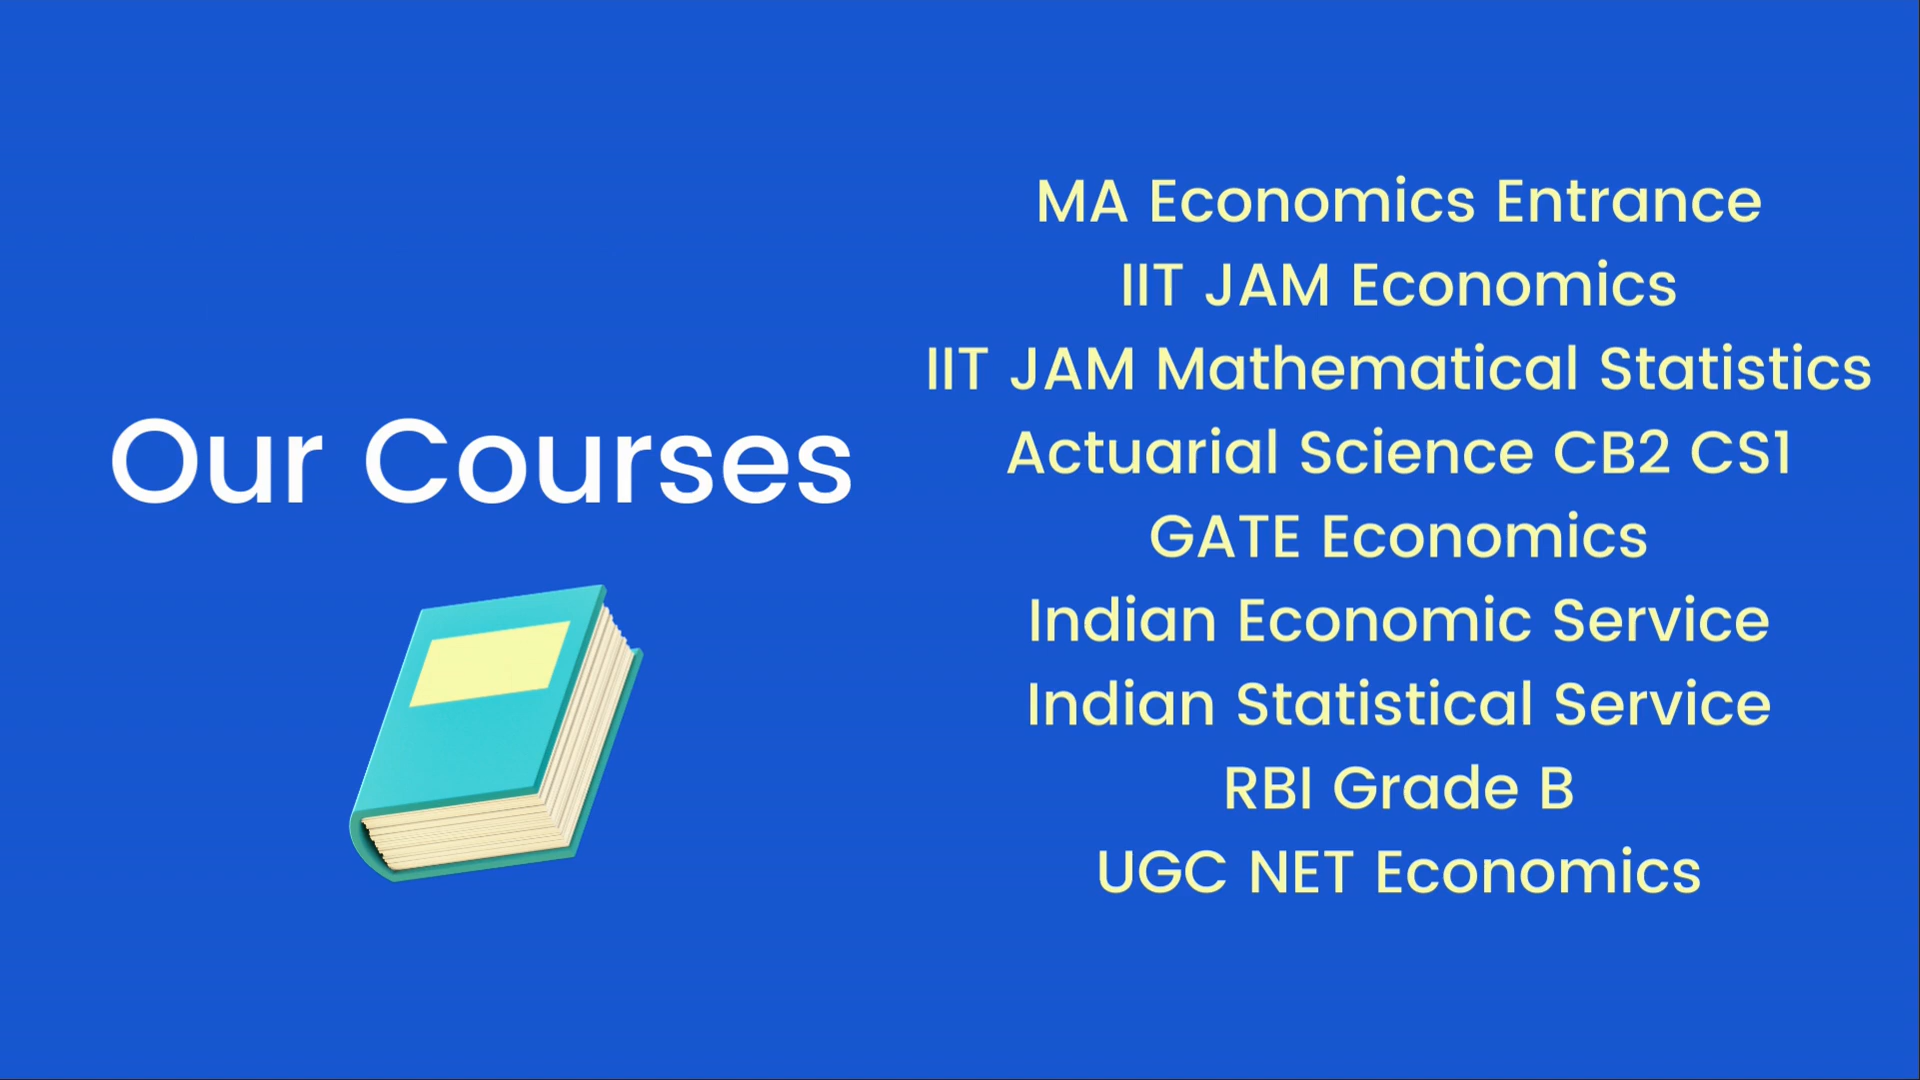 Our Courses
MA Economics Entrance
IIT JAM Economics
IIT JAM Mathematical Statistics
Actuarial Science CB2 CS1
GATE Economics
Indian Economic Service
Indian Statistical Service
RBI Grade B
UGC NET Economics